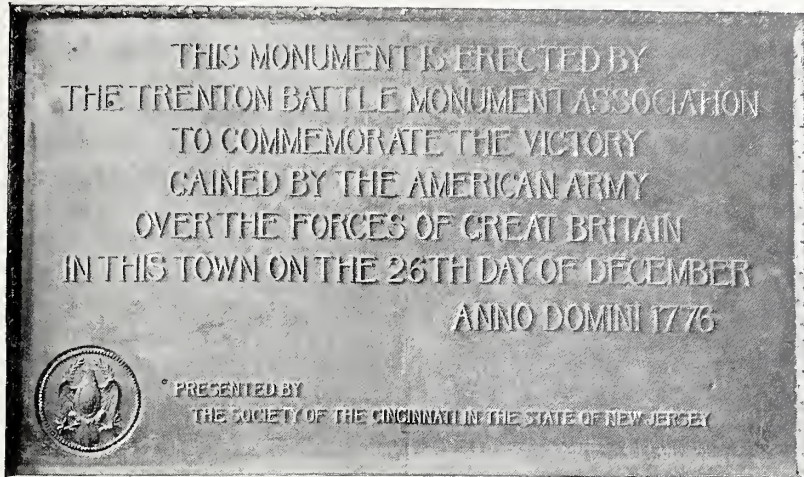 THIS MONUMENT IS ERECTED BY
THE TRENTON BATTLE MONUMENT ASSOCIATION
TO COMMEMORATE THE VICTORY
GAINED BY THE AMERICAN ARMY
OVER THE FORCES OF GREAT BRITAIN
IN THIS TOWN ON THE 26TH DAY OF DECEMBER
ANNO DOMINI 1776
PRESENTED BY
THE SOCIETY OF THE CINCINNATI IN THE STATE OF NEW JERSEY